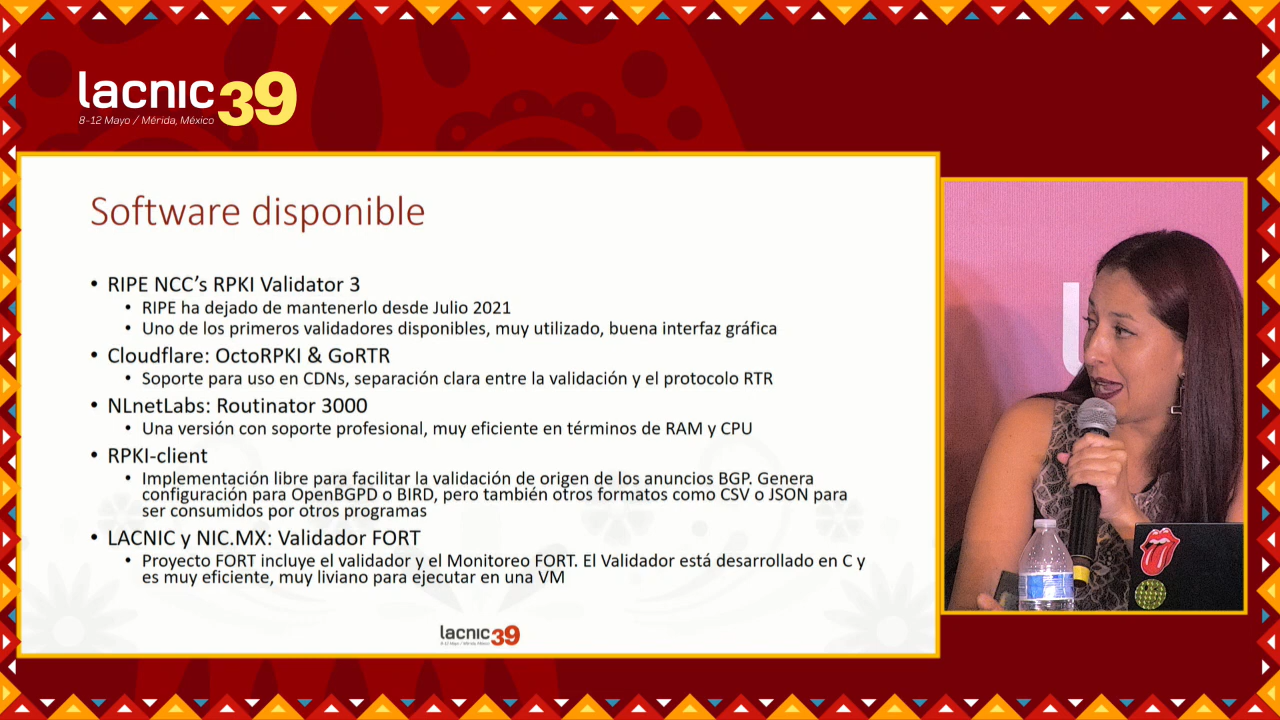 lacnic39
8-12 Mayo / Mérida, México
Software disponible
• RIPE NCC's RPKI Validator 3
• RIPE ha dejado de mantenerlo desde Julio 2021
• Uno de los primeros validadores disponibles, muy utilizado, buena interfaz gráfica
• Cloudflare: OctoRPKI & GoRTR
• Soporte para uso en CDNs, separación clara entre la validación y el protocolo RTR
• NLnetLabs: Routinator 3000
• Una versión con soporte profesional, muy eficiente en términos de RAM y CPU
• RPKI-client
• Implementación libre para facilitar la validación de origen de los anuncios BGP. Genera
configuración para OpenBGPD o BIRD, pero también otros formatos como CSV o JSON para
ser consumidos por otros programas
• LACNIC y NIC.MX: Validador FORT
• Proyecto FORT incluye el validador y el Monitoreo FORT. El Validador está desarrollado en C y
es muy eficiente, muy liviano para ejecutar en una VM
lacnic39
8-12 Mayo / Mérida, México